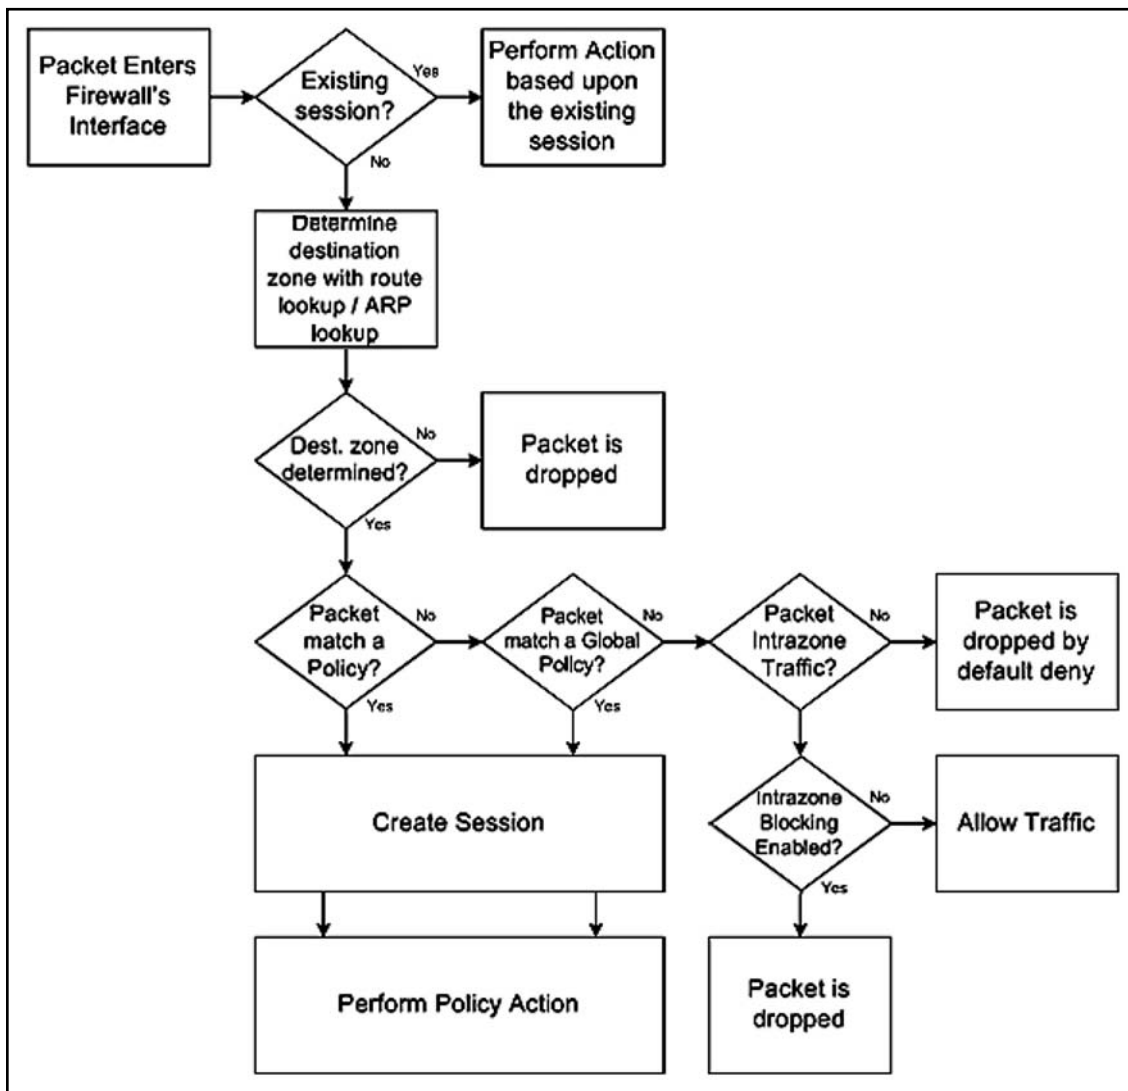 Packet Enters
Firewall's
Interface
Existing
session?
Yes
Perform Action
based upon
the existing
session
No
Determine
destination
zone with route
lookup / ARP
lookup
Dest. zone
determined?
No
Packet is
dropped
Yes
Packet
match a
Policy?
No
Packet
match a Global
Policy?
No
Packet
Intrazone
Traffic?
No
Packet is
dropped by
default deny
Yes
Yes
Create Session
Intrazone
Blocking
Enabled?
No
Allow Traffic
Yes
Perform Policy Action
Packet is
dropped